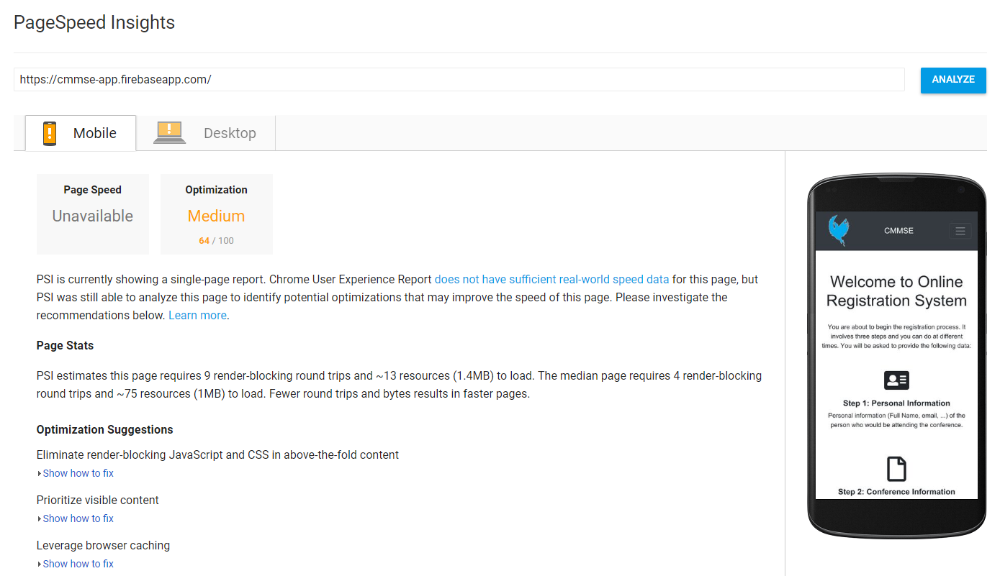 PageSpeed Insights
https://cmmse-app.firebaseapp.com/
ANALYZE
Mobile
Desktop
Page Speed
Unavailable
Optimization
Medium
64 / 100
PSI is currently showing a single-page report. Chrome User Experience Report does not have sufficient real-world speed data for this page, but
PSI was still able to analyze this page to identify potential optimizations that may improve the speed of this page. Please investigate the
recommendations below. Learn more.
Page Stats
PSI estimates this page requires 9 render-blocking round trips and ~13 resources (1.4MB) to load. The median page requires 4 render-blocking
round trips and ~75 resources (1MB) to load. Fewer round trips and bytes results in faster pages.
Optimization Suggestions
Eliminate render-blocking JavaScript and CSS in above-the-fold content
Show how to fix
Prioritize visible content
Show how to fix
Leverage browser caching
Show how to fix
CMMSE
Welcome to Online
Registration System
You are about to begin the registration process. It
involves three steps and you can do at different
times. You will be asked to provide the following data:
Step 1: Personal Information
Personal information (Full Name, email, ...) of the
person who would be attending the conference.
Step 2: Conference Information